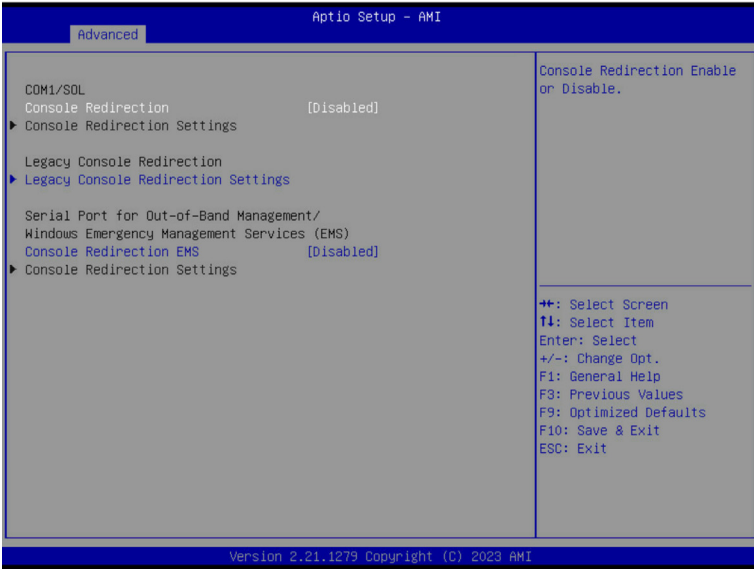 Aptio Setup – AMI
Advanced
COM1/SOL
Console Redirection [Disabled]
▶ Console Redirection Settings
Legacy Console Redirection
▶ Legacy Console Redirection Settings
Serial Port for Out-of-Band Management/
Windows Emergency Management Services (EMS)
Console Redirection EMS [Disabled]
▶ Console Redirection Settings
Console Redirection Enable
or Disable.
→←: Select Screen
↑↓: Select Item
Enter: Select
+/-: Change Opt.
F1: General Help
F3: Previous Values
F9: Optimized Defaults
F10: Save & Exit
ESC: Exit
Version 2.21.1279 Copyright (C) 2023 AMI